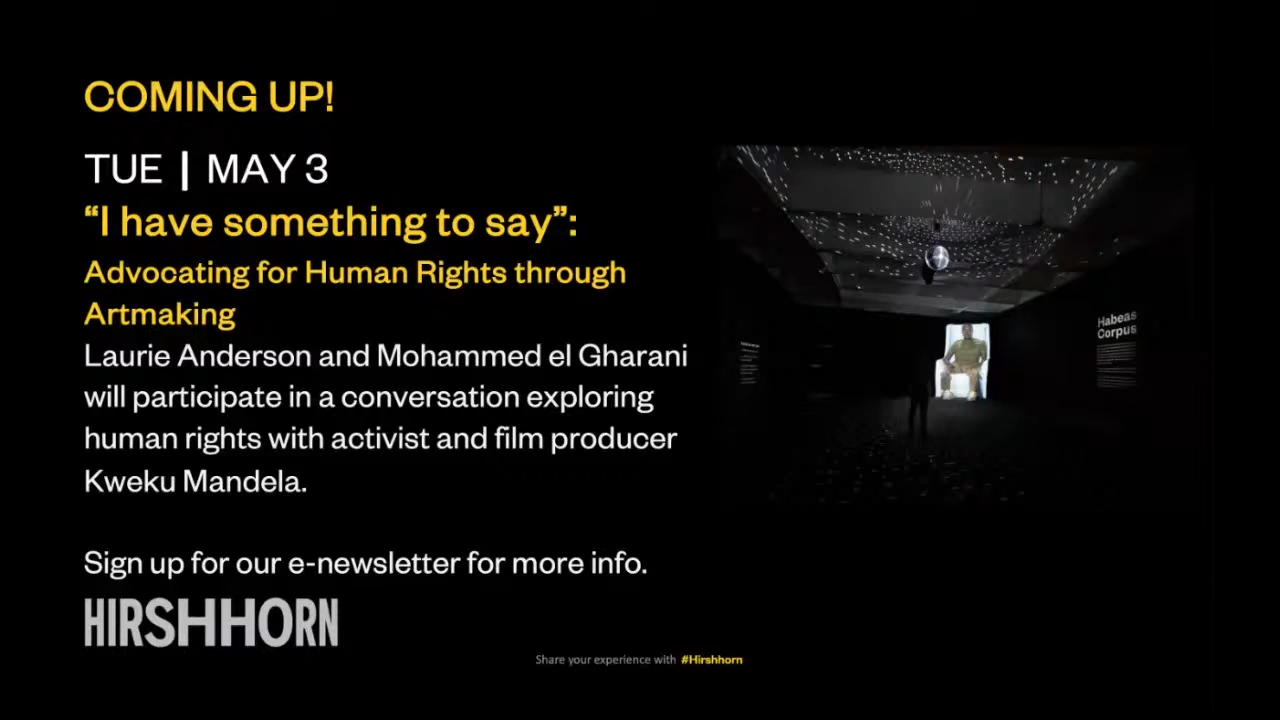 COMING UP!
TUE | MAY 3
“I have something to say”:
Advocating for Human Rights through
Artmaking
Laurie Anderson and Mohammed el Gharani
will participate in a conversation exploring
human rights with activist and film producer
Kweku Mandela.
Sign up for our e-newsletter for more info.
HIRSHHORN
Share your experience with #Hirshhorn
Habeas
Corpus